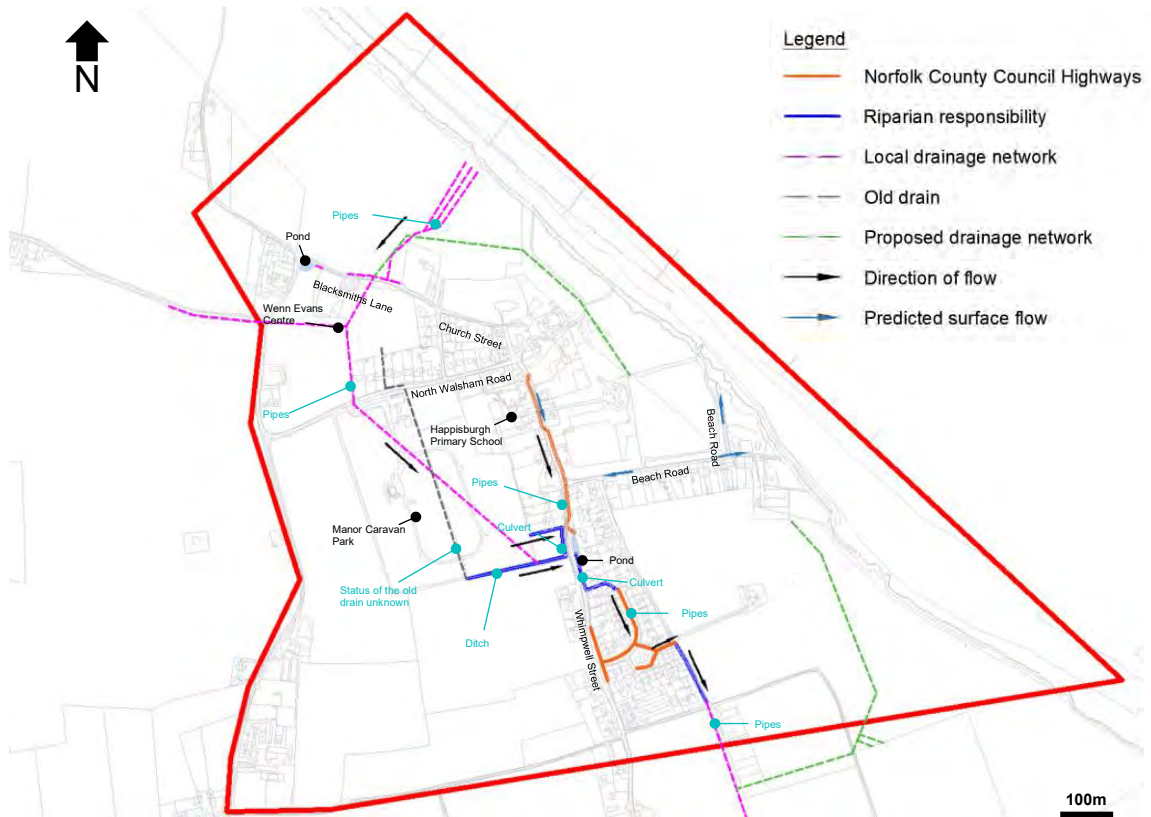 N
Legend
Norfolk County Council Highways
Riparian responsibility
Local drainage network
Old drain
Proposed drainage network
Direction of flow
Predicted surface flow
Pipes
Pond
Blacksmiths Lane
Wenn Evans
Centre
Church Street
North Walsham Road
Pipes
Happisburgh
Primary School
Beach Road
Beach Road
Pipes
Manor Caravan
Park
Culvert
Pond
Culvert
Status of the old
drain unknown
Ditch
Pipes
Whimpwell Street
Pipes
100m